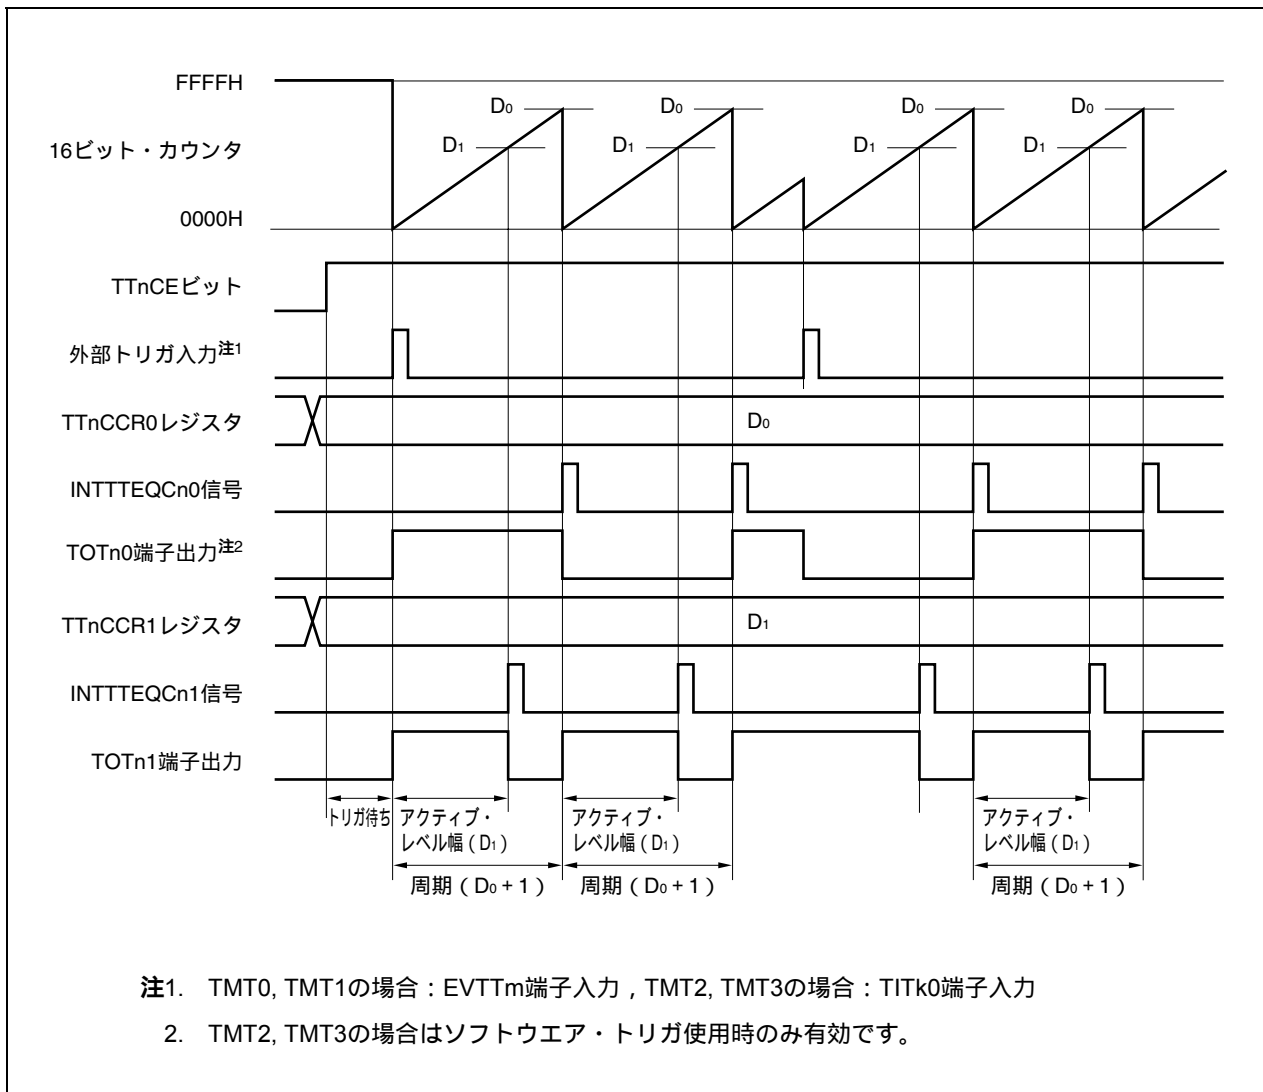 FFFFH
D0 D0 D0 D0
16ビット・カウンタ D1 D1 D1 D1
0000H
TTnCEビット
外部トリガ入力注1
TTnCCR0レジスタ D0
INTTTEQCn0信号
TOTn0端子出力注2
TTnCCR1レジスタ D1
INTTTEQCn1信号
TOTn1端子出力
トリガ待ち アクティブ・ アクティブ・ アクティブ・
レベル幅（D1） レベル幅（D1） レベル幅（D1）
周期（D0＋1） 周期（D0＋1） 周期（D0＋1）
注1. TMT0, TMT1の場合：EVTTm端子入力，TMT2, TMT3の場合：TITk0端子入力
2. TMT2, TMT3の場合はソフトウエア・トリガ使用時のみ有効です。